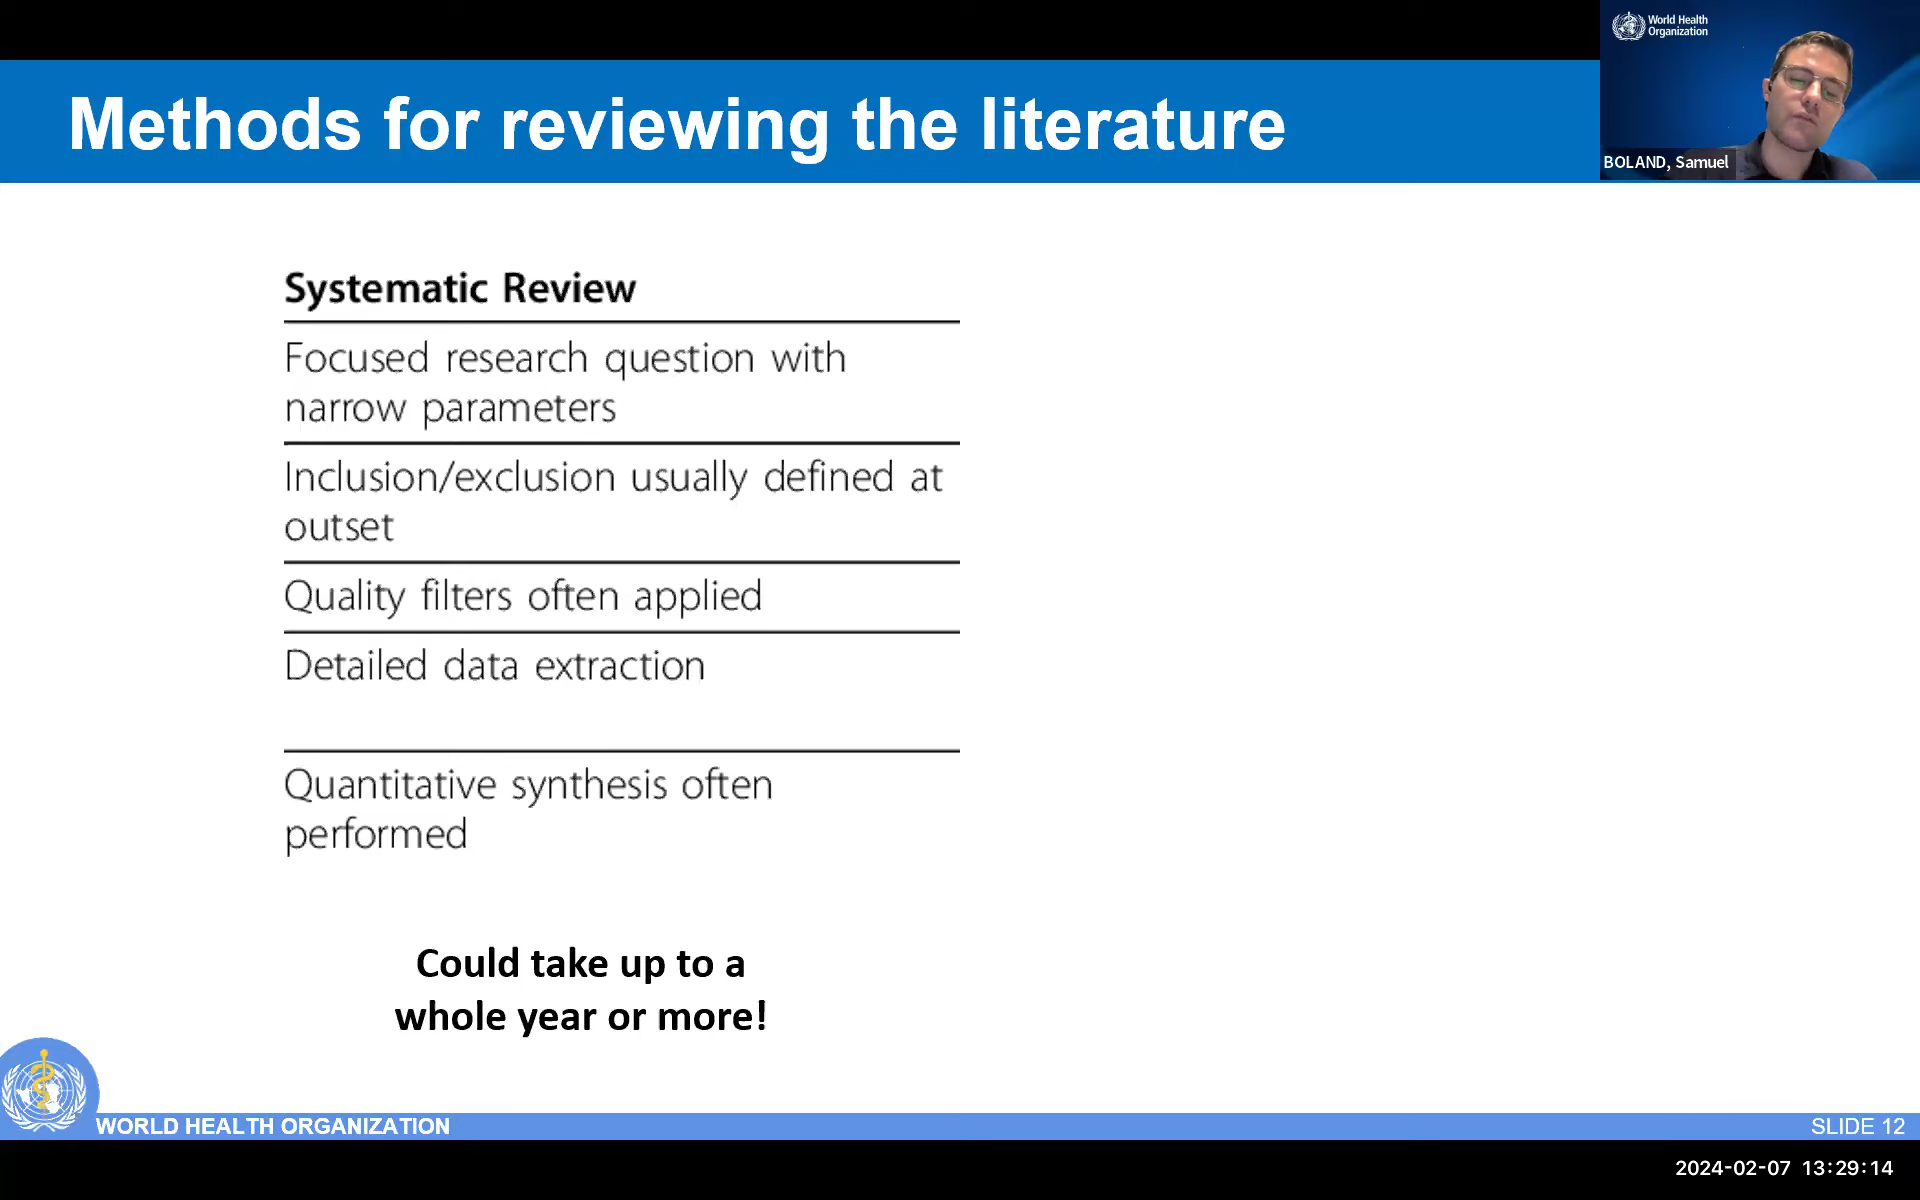 World Health
Organization
Methods for reviewing the literature
BOLAND, Samuel
Systematic Review
Focused research question with
narrow parameters
Inclusion/exclusion usually defined at
outset
Quality filters often applied
Detailed data extraction
Quantitative synthesis often
performed
Could take up to a
whole year or more!
WORLD HEALTH ORGANIZATION
SLIDE 12
2024-02-07 13:29:14